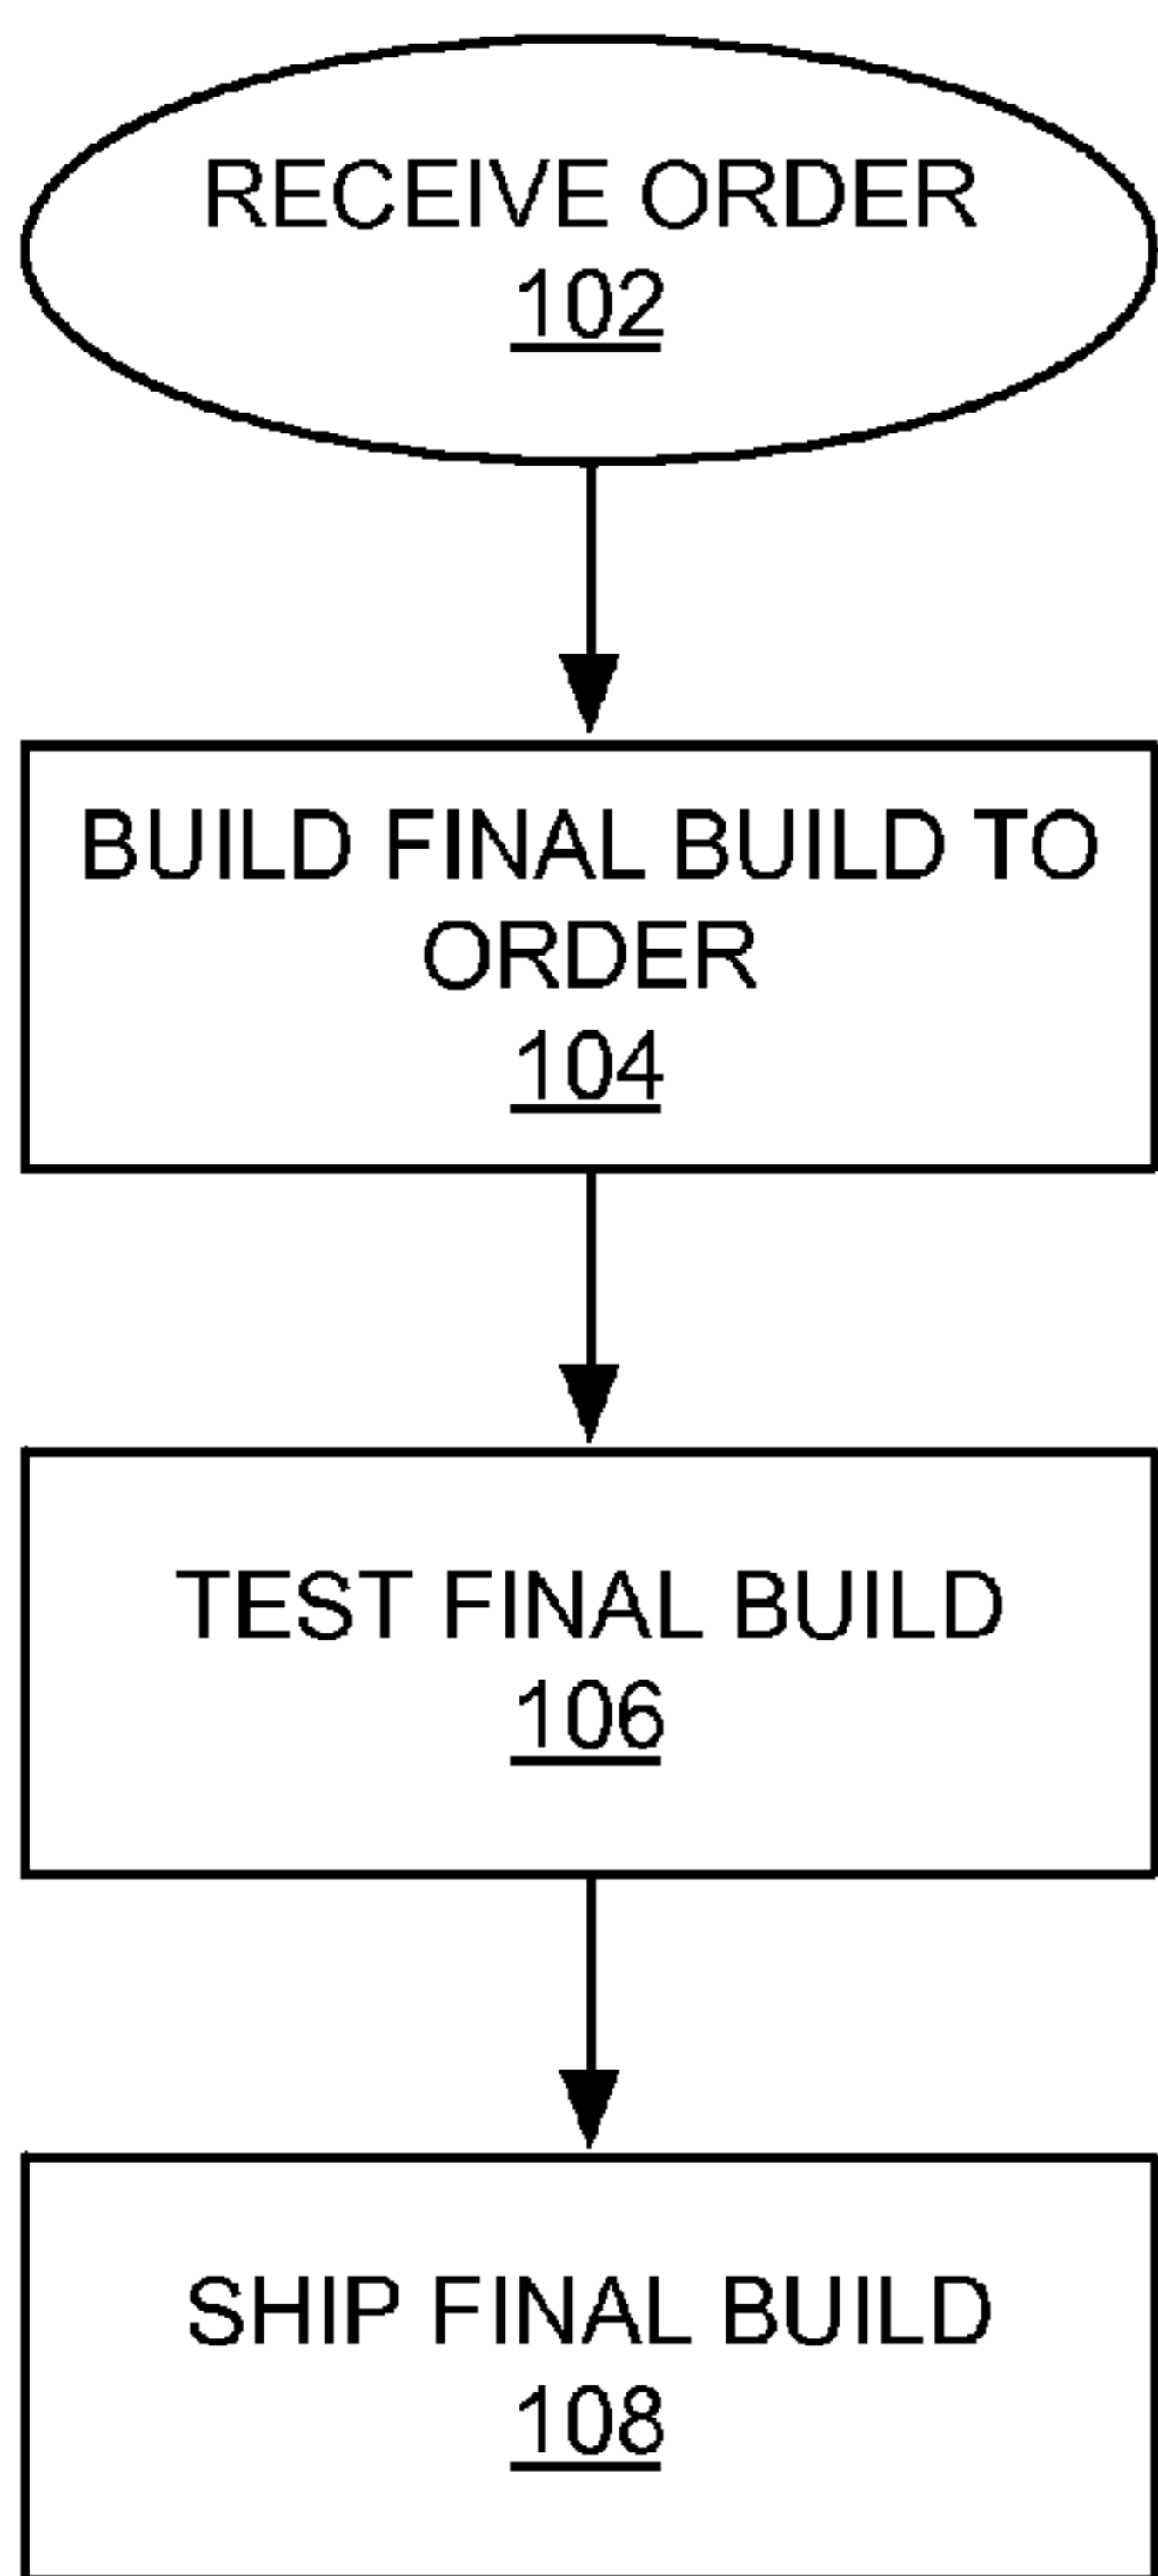 RECEIVE ORDER
102
BUILD FINAL BUILD TO
ORDER
104
TEST FINAL BUILD
106
SHIP FINAL BUILD
108